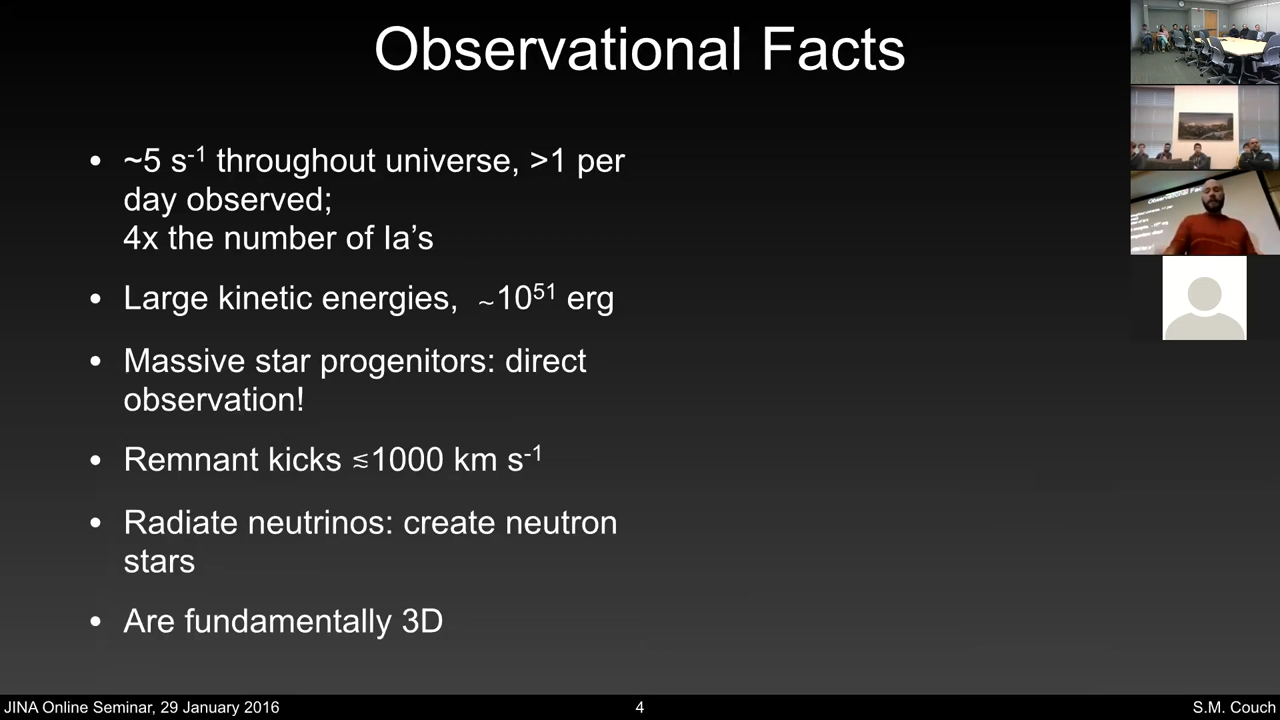 Observational Facts
• ~5 s⁻¹ throughout universe, >1 per
day observed;
4x the number of Ia’s
• Large kinetic energies, ~10⁵¹ erg
• Massive star progenitors: direct
observation!
• Remnant kicks ≲1000 km s⁻¹
• Radiate neutrinos: create neutron
stars
• Are fundamentally 3D
JINA Online Seminar, 29 January 2016
4
S.M. Couch
Observational Fac